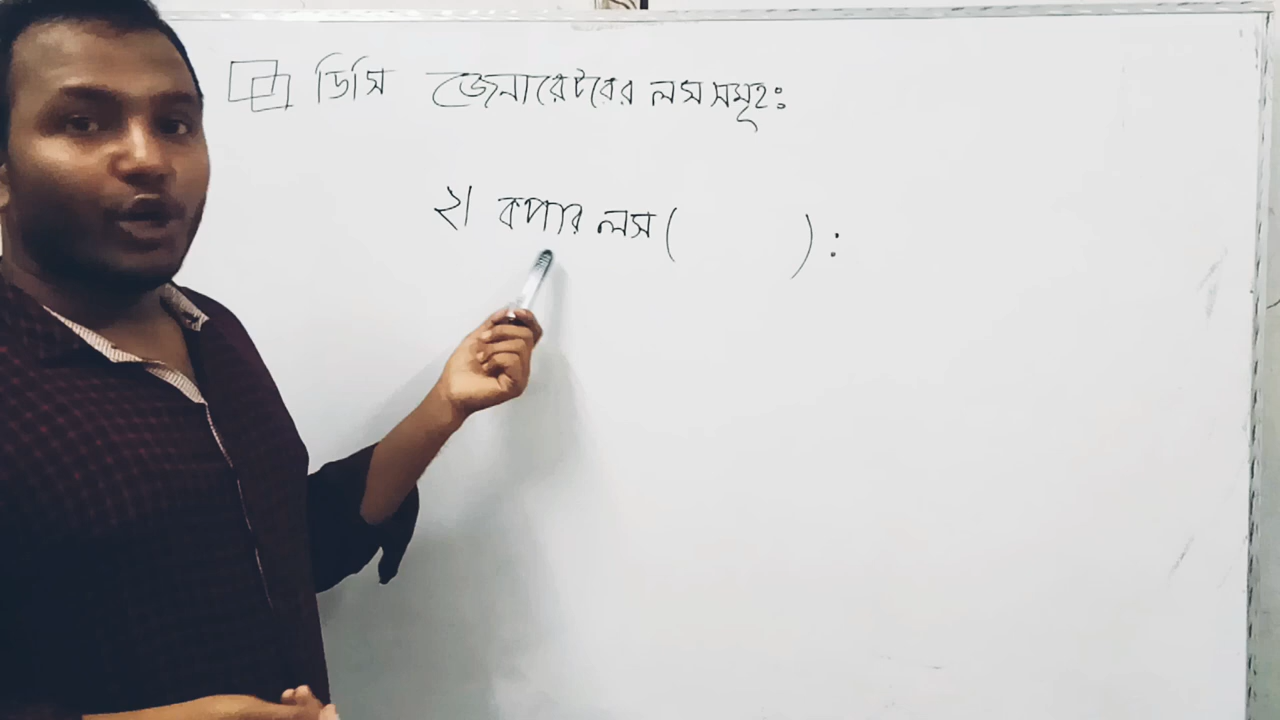 ডিসি জেনারেটরের লস সমূহঃ
২। কপার লস ( ) :